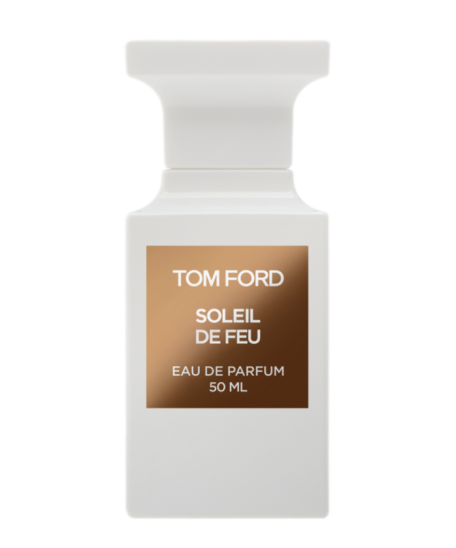 TOM FORD
SOLEIL
DE FEU
EAU DE PARFUM
50 ML